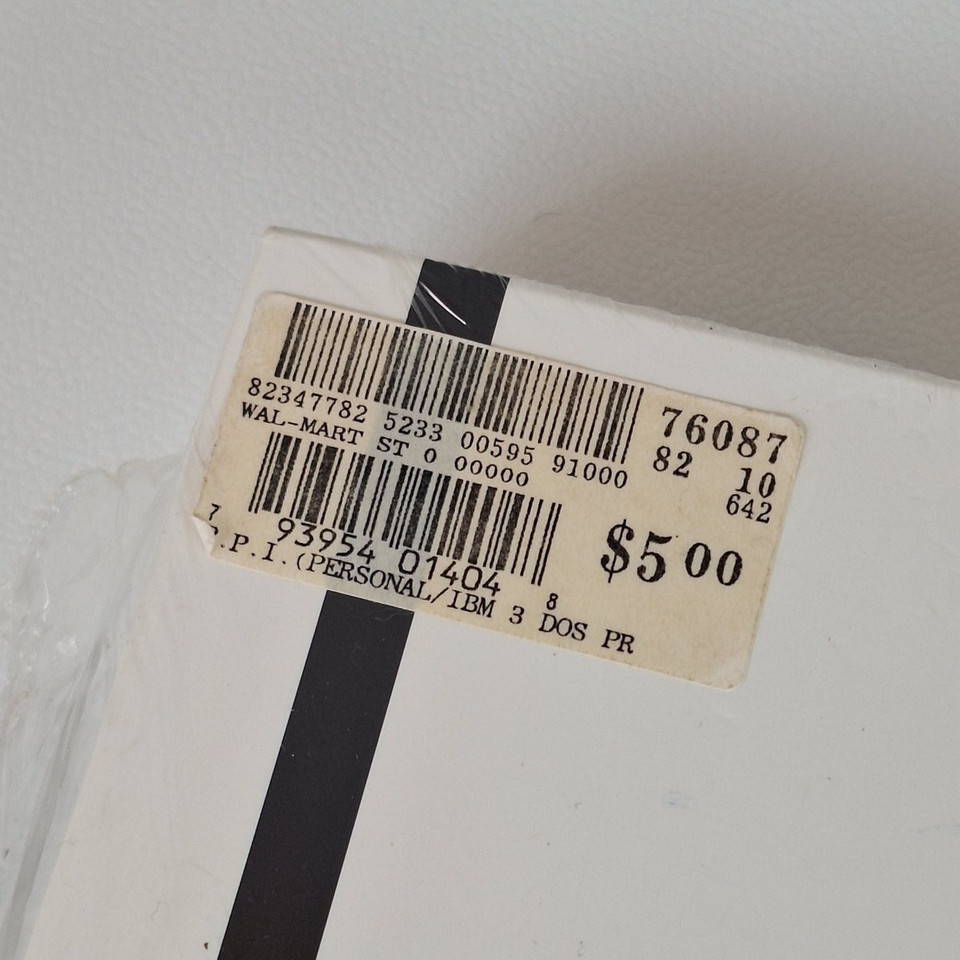 82347782 5233 00595 91000
WAL-MART ST 0 00000
76087
82 10
642
7 93954 01404 8
$5 00
.P.I.(PERSONAL/IBM 3 DOS PR